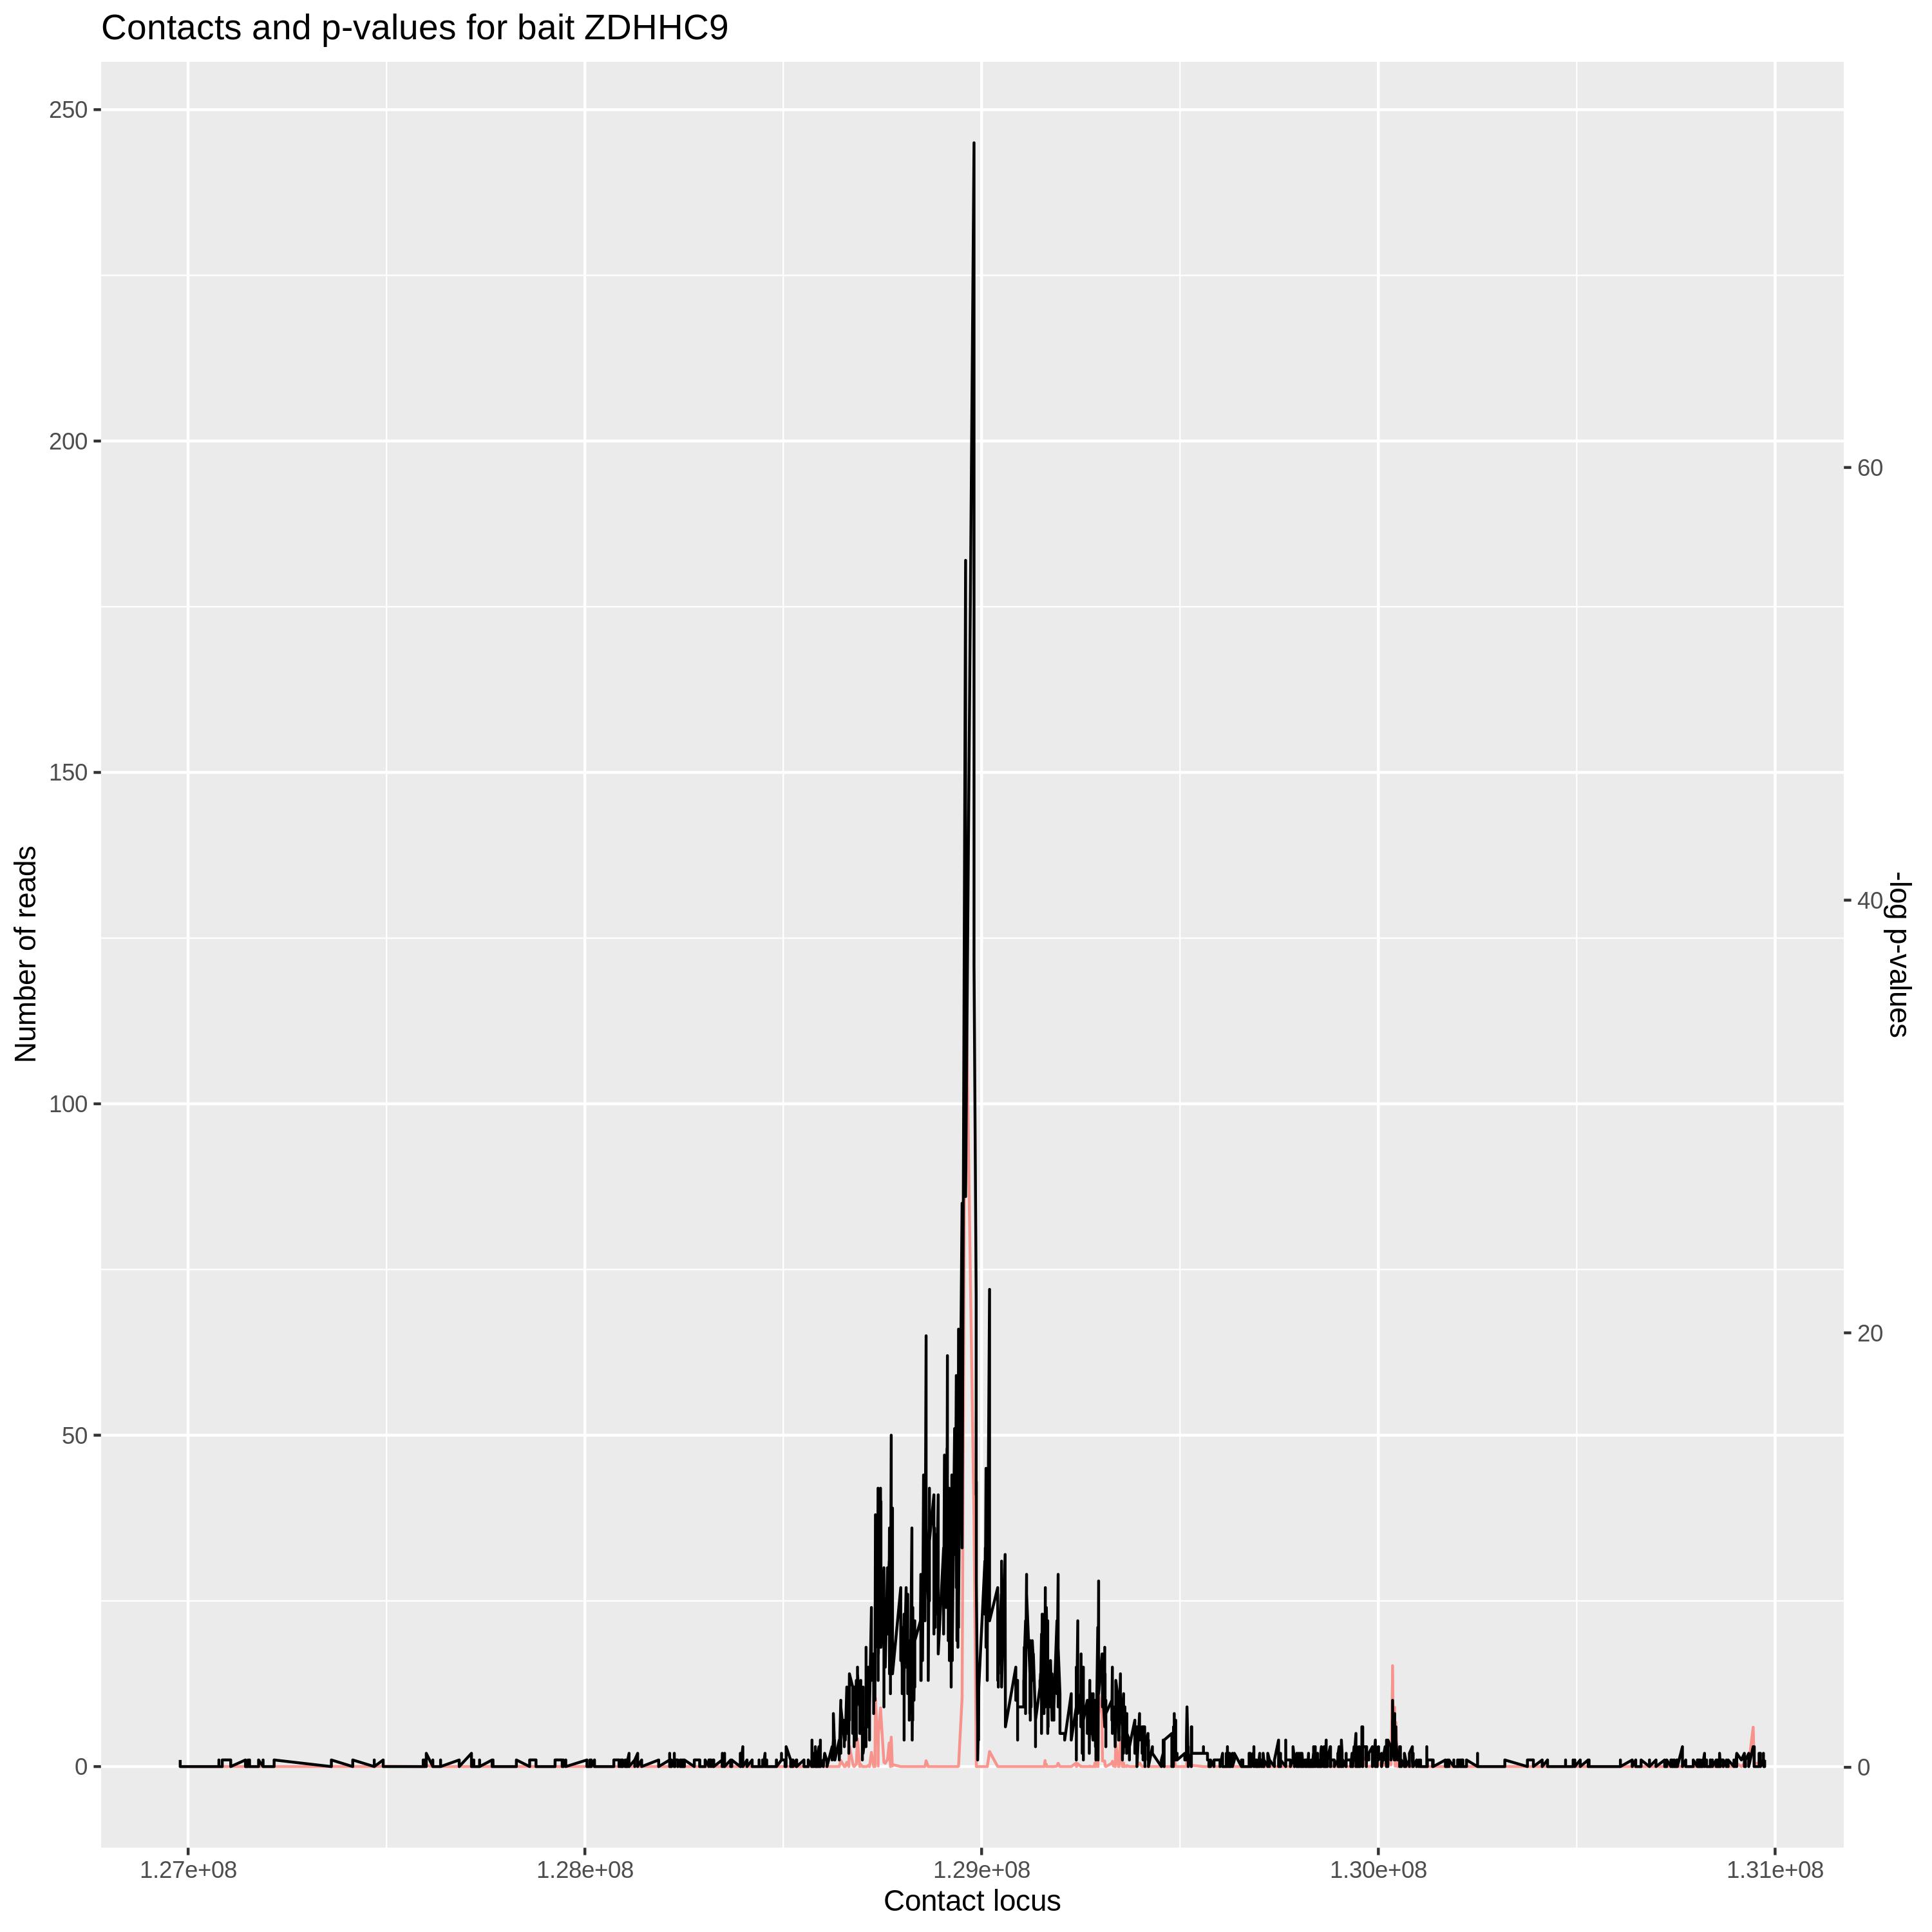 Contacts and p-values for bait ZDHHC9
250
200
150
100
50
0
Number of reads
60
40
20
0
-log p-values
1.27e+08 1.28e+08 1.29e+08 1.30e+08 1.31e+08
Contact locus